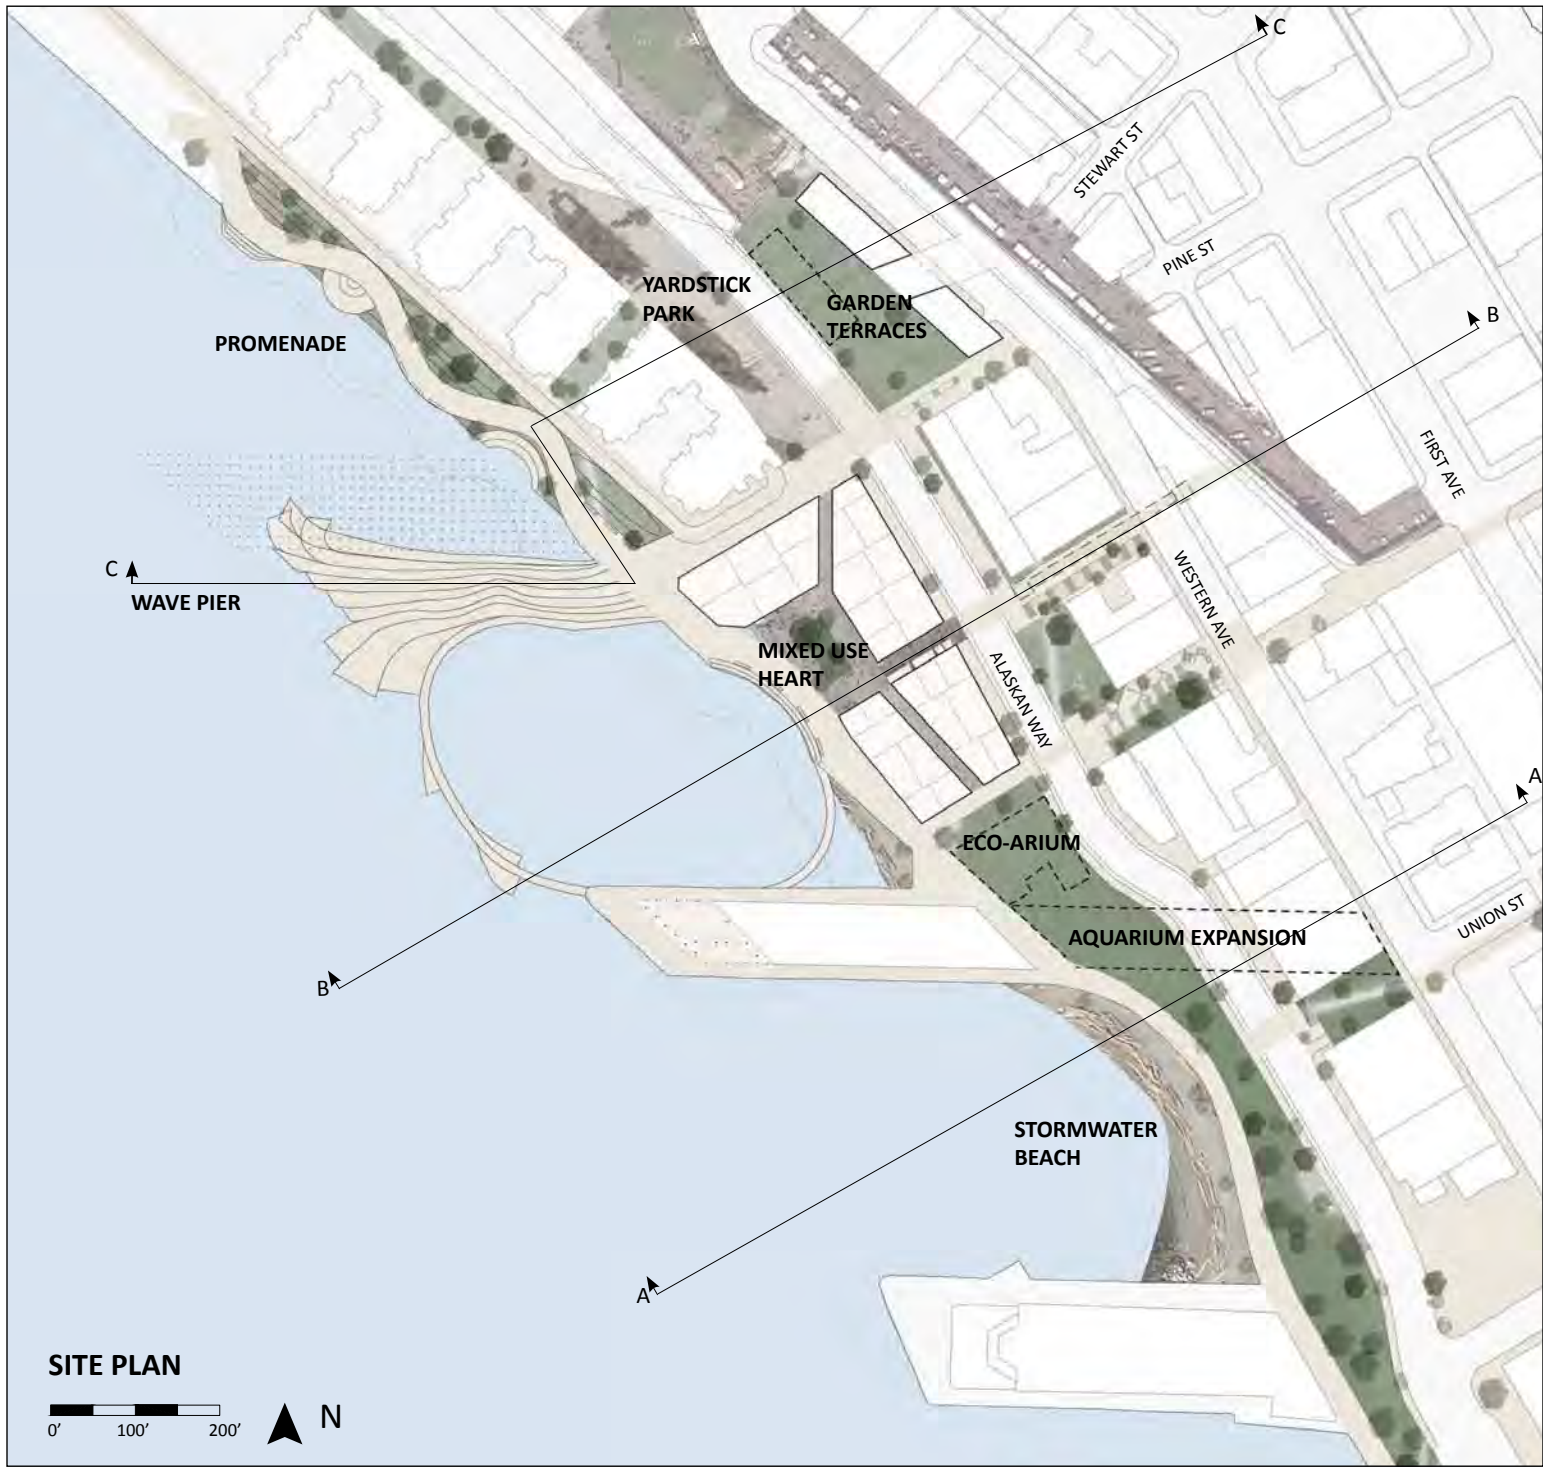 C
STEWART ST
PINE ST
YARDSTICK
PARK
GARDEN
TERRACES
B
PROMENADE
FIRST AVE
C
WAVE PIER
WESTERN AVE
MIXED USE
HEART
ALASKAN WAY
A
ECO-ARIUM
UNION ST
AQUARIUM EXPANSION
B
STORMWATER
BEACH
A
SITE PLAN
N
0’ 100’ 200’